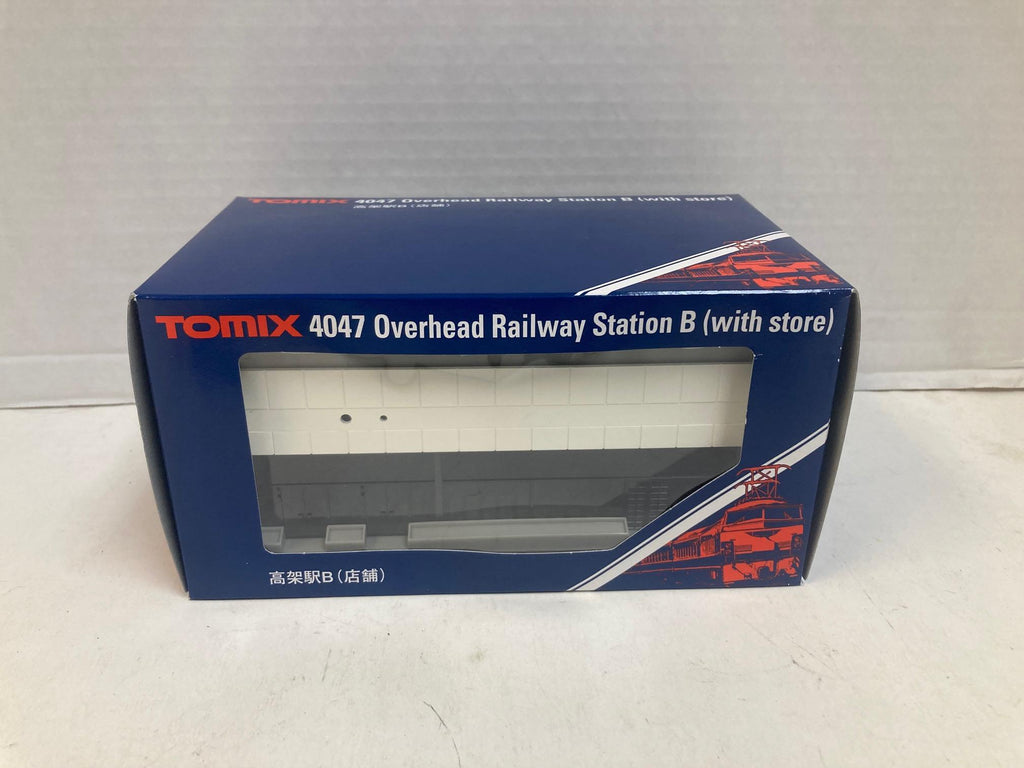 TOMIX 4047 Overhead Railway Station B (with store)
高架駅B(店舗)
TOMIX 4047 Overhead Railway Station B (with store)
高架駅B(店舗)